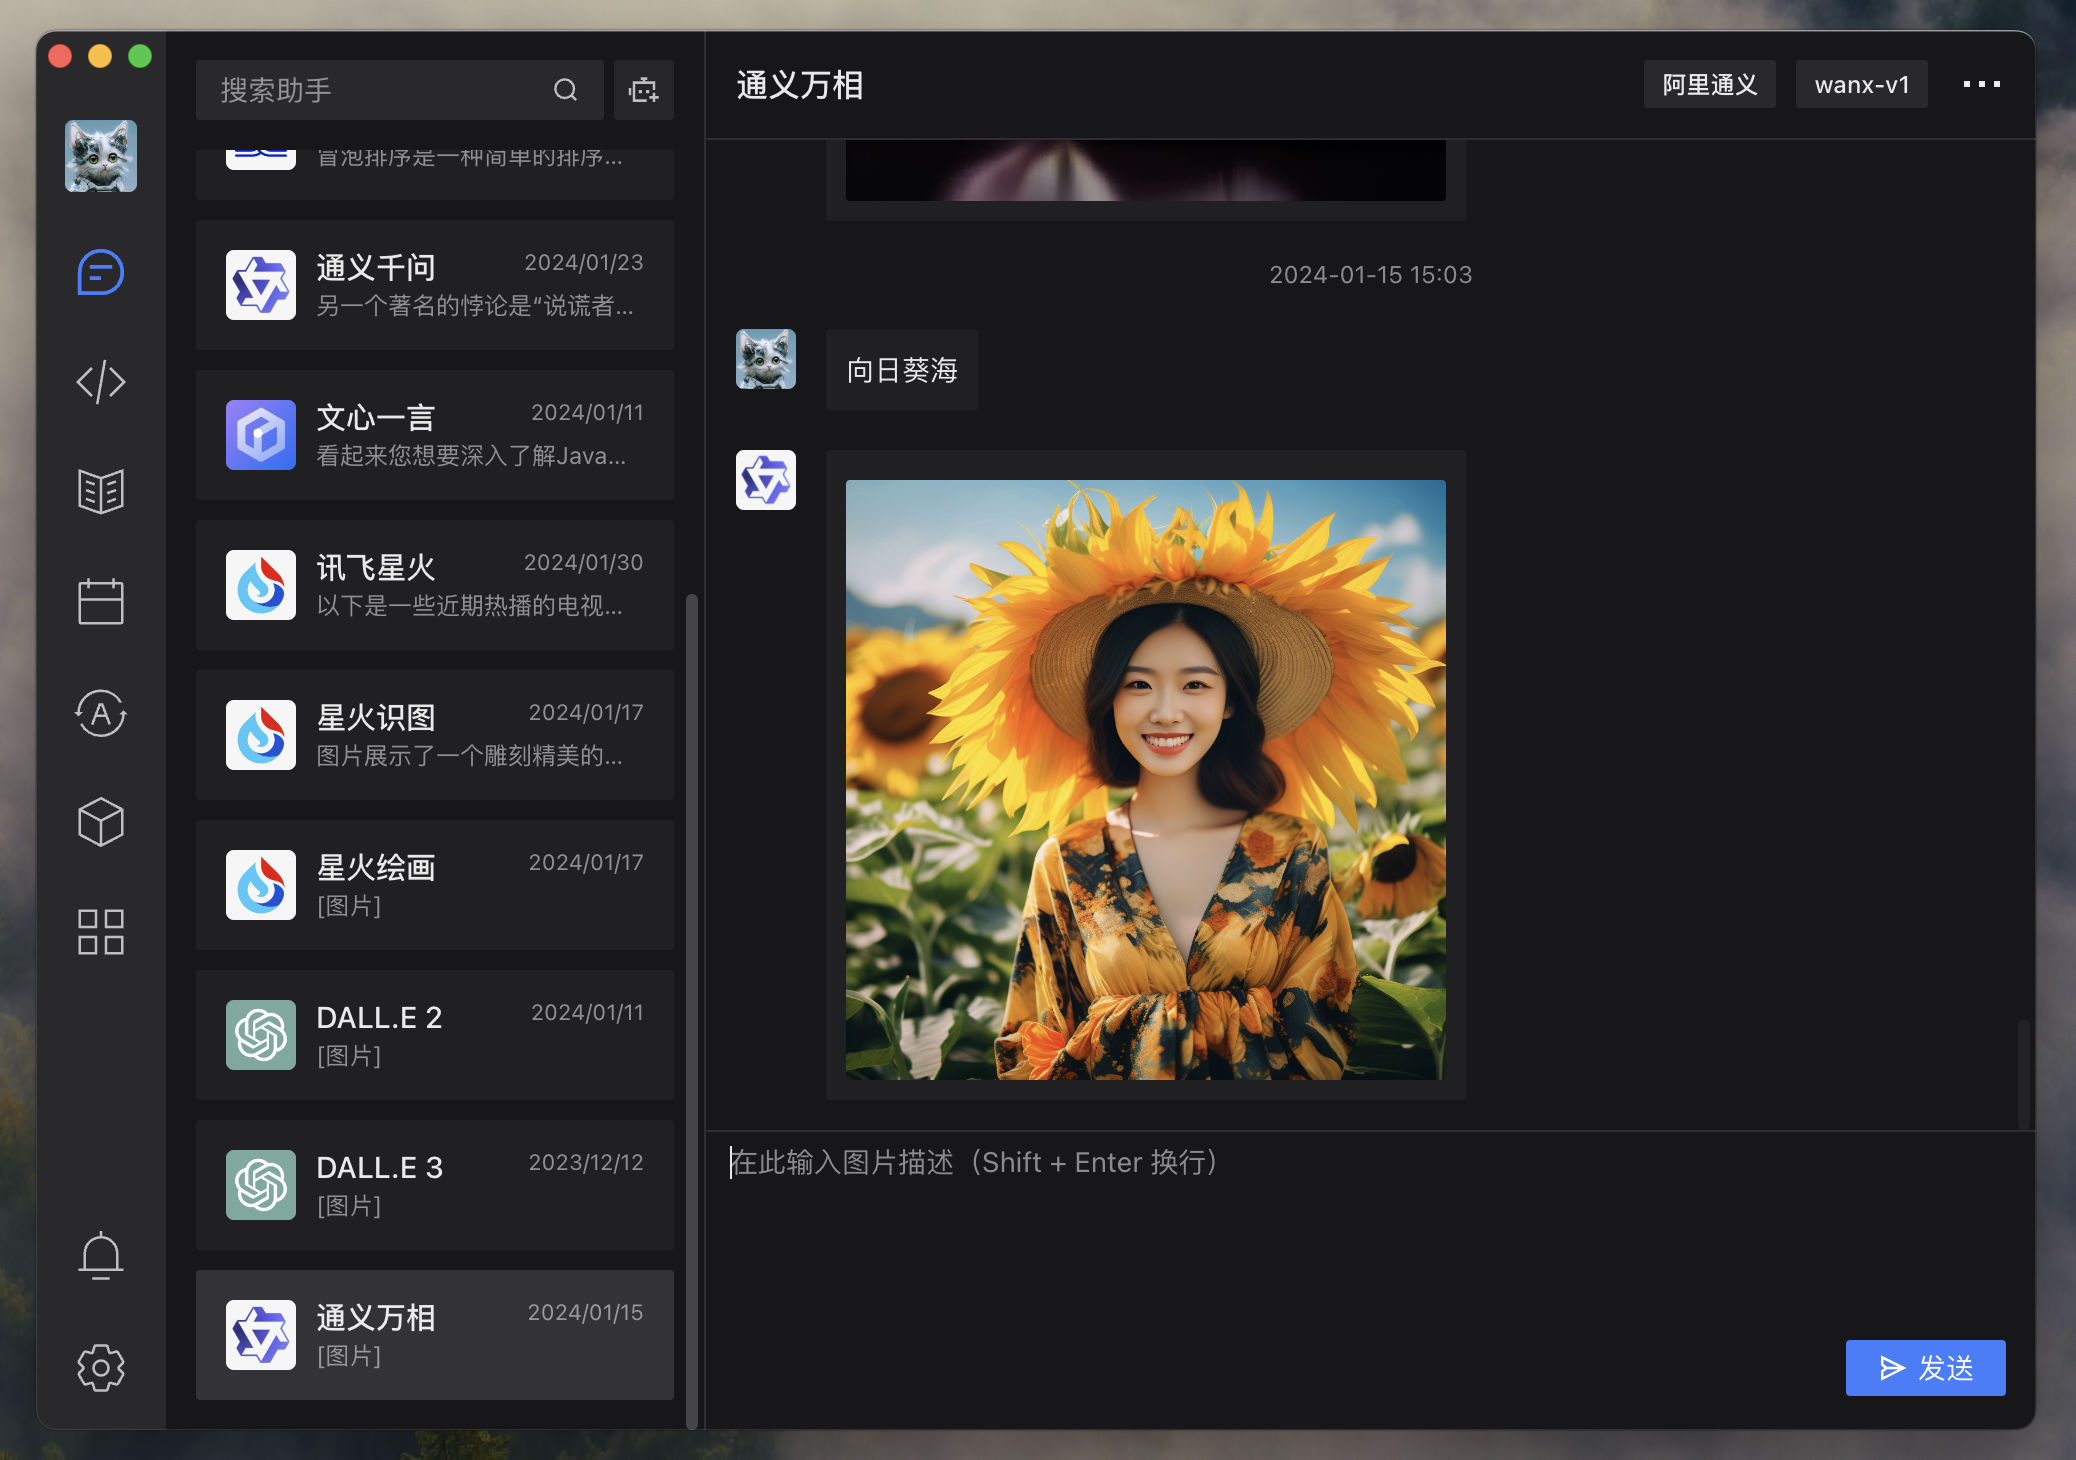 搜索助手
冒泡排序是一种简单的排序...
通义千问
2024/01/23
另一个著名的悖论是“说谎者...
文心一言
2024/01/11
看起来您想要深入了解Java...
讯飞星火
2024/01/30
以下是一些近期热播的电视...
星火识图
2024/01/17
图片展示了一个雕刻精美的...
星火绘画
2024/01/17
[图片]
DALL.E 2
2024/01/11
[图片]
DALL.E 3
2023/12/12
[图片]
通义万相
2024/01/15
[图片]
通义万相
阿里通义
wanx-v1
2024-01-15 15:03
向日葵海
在此输入图片描述（Shift + Enter 换行）
发送